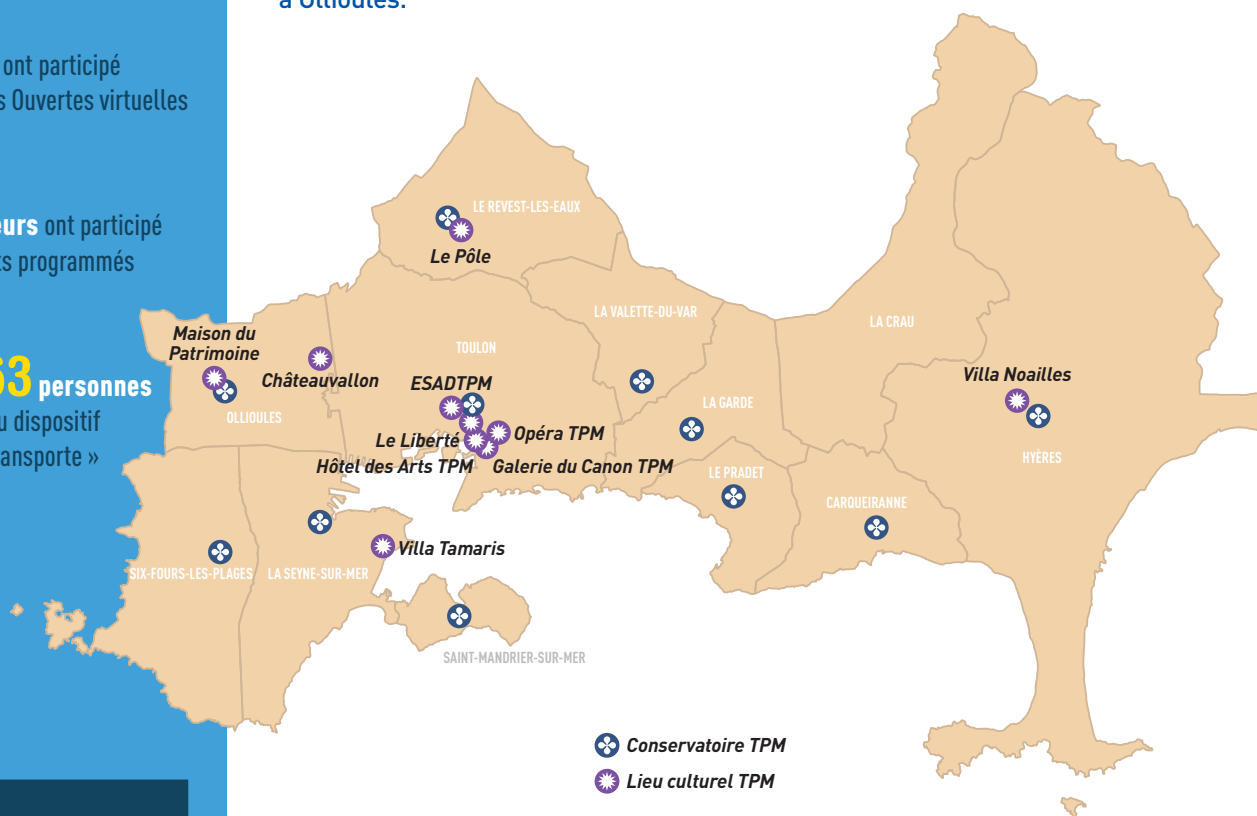 à Ollioules.
ont participé
s Ouvertes virtuelles
eurs ont participé
ts programmés
63 personnes
u dispositif
ansporte »
LE REVEST-LES-EAUX
Le Pôle
LA VALETTE-DU-VAR
LA CRAU
Maison du
Patrimoine
TOULON
Châteauvallon
ESADTPM
Villa Noailles
OLLIOULES
LA GARDE
Le Liberté
Opéra TPM
Hôtel des Arts TPM
Galerie du Canon TPM
HYÈRES
LE PRADET
CARQUEIRANNE
Villa Tamaris
SIX-FOURS-LES-PLAGES
LA SEYNE-SUR-MER
SAINT-MANDRIER-SUR-MER
Conservatoire TPM
Lieu culturel TPM